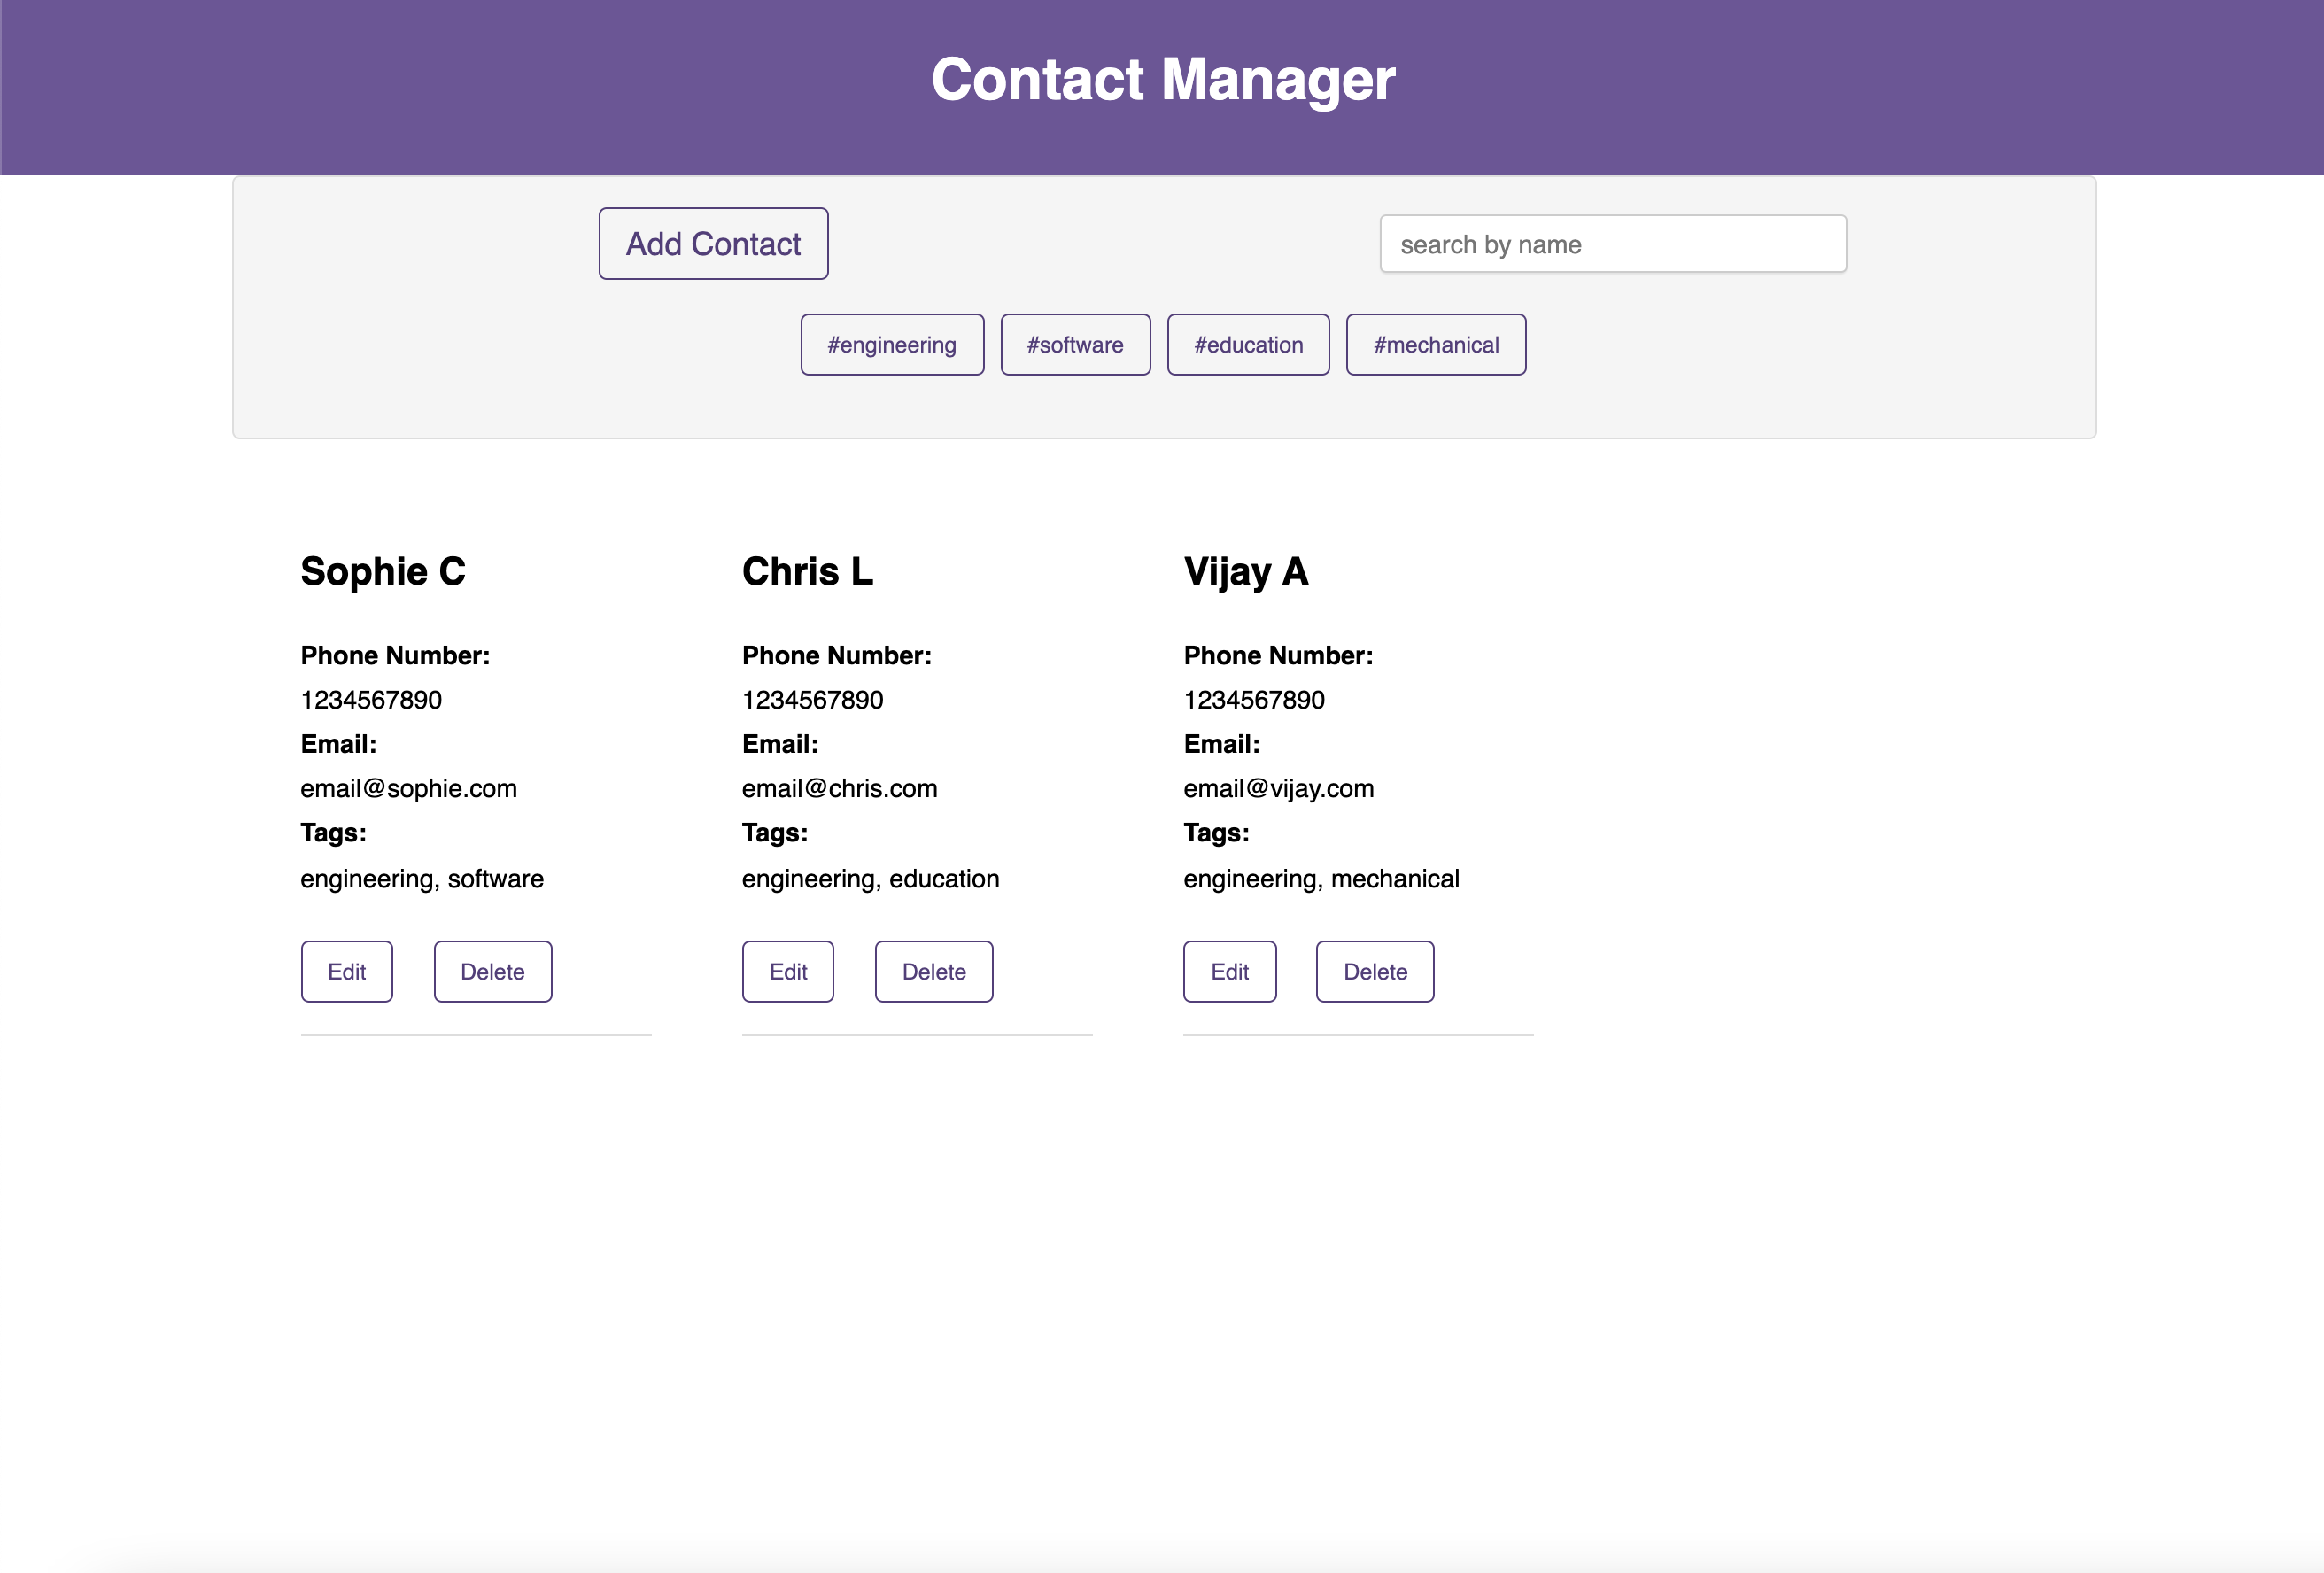 Contact Manager
Add Contact
search by name
#engineering
#software
#education
#mechanical
Sophie C
Phone Number:
1234567890
Email:
email@sophie.com
Tags:
engineering, software
Edit
Delete
Chris L
Phone Number:
1234567890
Email:
email@chris.com
Tags:
engineering, education
Edit
Delete
Vijay A
Phone Number:
1234567890
Email:
email@vijay.com
Tags:
engineering, mechanical
Edit
Delete